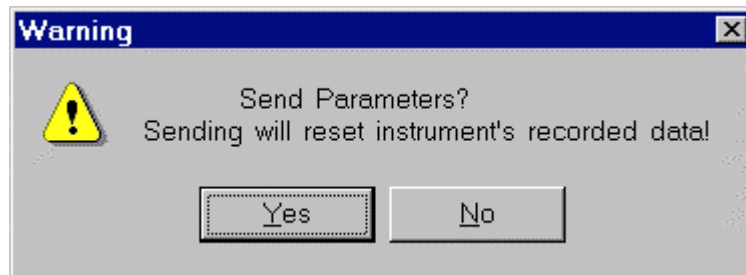 Warning
Send Parameters?
Sending will reset instrument's recorded data!
Yes
No